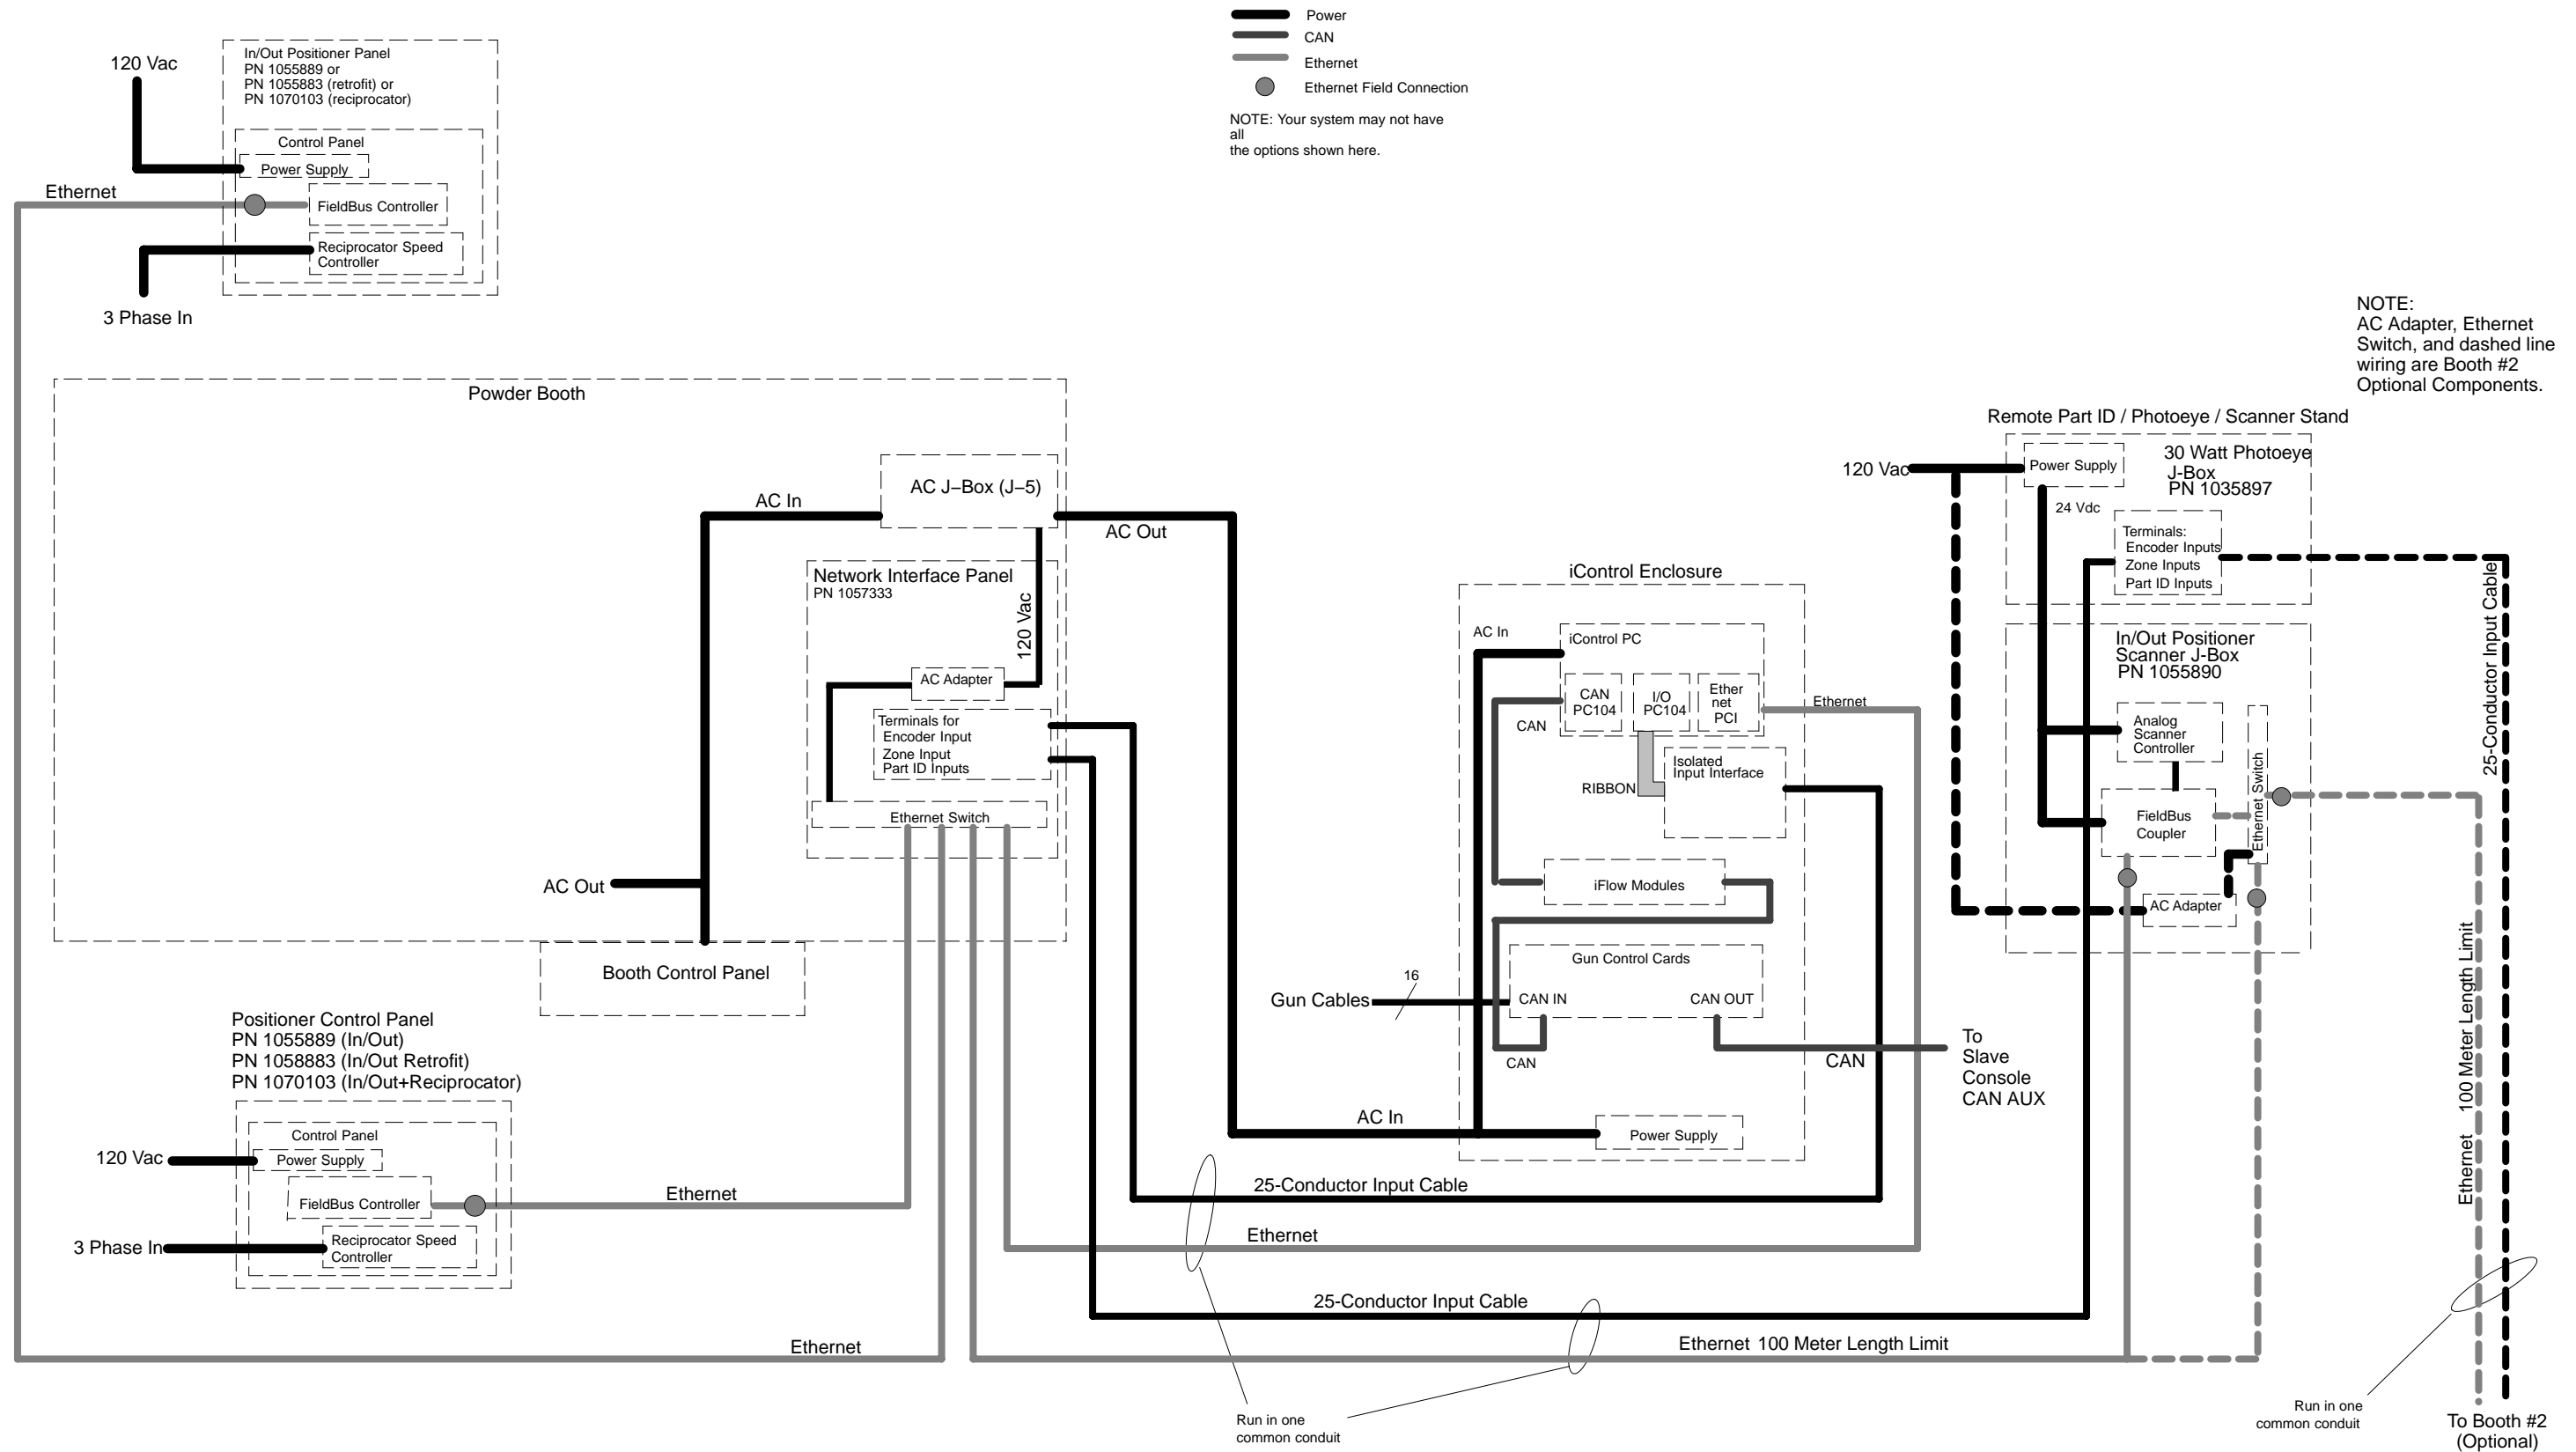 Power
CAN
Ethernet
Ethernet Field Connection
NOTE: Your system may not have
all
the options shown here.
120 Vac
In/Out Positioner Panel
PN 1055889 or
PN 1055883 (retrofit) or
PN 1070103 (reciprocator)
Control Panel
Power Supply
Ethernet
FieldBus Controller
Reciprocator Speed
Controller
3 Phase In
NOTE:
AC Adapter, Ethernet
Switch, and dashed line
wiring are Booth #2
Optional Components.
Powder Booth
AC J–Box (J–5)
AC In
AC Out
Network Interface Panel
PN 1057333
120 Vac
AC Adapter
Terminals for
Encoder Input
Zone Input
Part ID Inputs
Ethernet Switch
AC Out
Booth Control Panel
Positioner Control Panel
PN 1055889 (In/Out)
PN 1058883 (In/Out Retrofit)
PN 1070103 (In/Out+Reciprocator)
Control Panel
120 Vac
Power Supply
FieldBus Controller
Ethernet
3 Phase In
Reciprocator Speed
Controller
Ethernet
iControl Enclosure
AC In
iControl PC
CAN
PC104
I/O
PC104
Ether
net
PCI
Ethernet
CAN
Isolated
Input Interface
RIBBON
iFlow Modules
Gun Control Cards
16
Gun Cables
CAN IN
CAN OUT
CAN
CAN
To
Slave
Console
CAN AUX
AC In
Power Supply
25-Conductor Input Cable
Ethernet
25-Conductor Input Cable
Ethernet 100 Meter Length Limit
Run in one
common conduit
Remote Part ID / Photoeye / Scanner Stand
120 Vac
Power Supply
30 Watt Photoeye
J-Box
PN 1035897
24 Vdc
Terminals:
Encoder Inputs
Zone Inputs
Part ID Inputs
25-Conductor Input Cable
In/Out Positioner
Scanner J-Box
PN 1055890
Analog
Scanner
Controller
FieldBus
Coupler
Ethernet Switch
AC Adapter
Ethernet 100 Meter Length Limit
Run in one
common conduit
To Booth #2
(Optional)